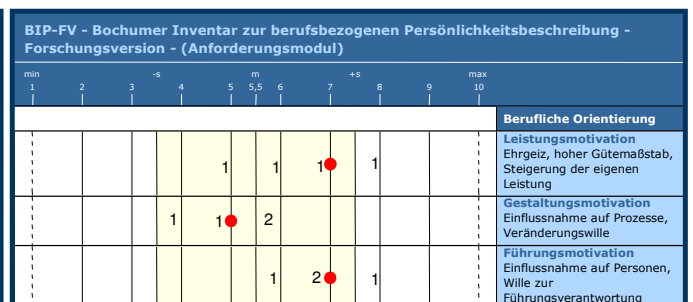 BIP-FV - Bochumer Inventar zur berufsbezogenen Persönlichkeitsbeschreibung -
Forschungsversion - (Anforderungsmodul)
min -s m +s max
1 2 3 4 5 5,5 6 7 8 9 10
Berufliche Orientierung
Leistungsmotivation
Ehrgeiz, hoher Gütemaßstab,
1 1 1 1 Steigerung der eigenen
Leistung
Gestaltungsmotivation
1 1 2 Einflussnahme auf Prozesse,
Veränderungswille
Führungsmotivation
Einflussnahme auf Personen,
1 2 1 Wille zur
Führungsverantwortung